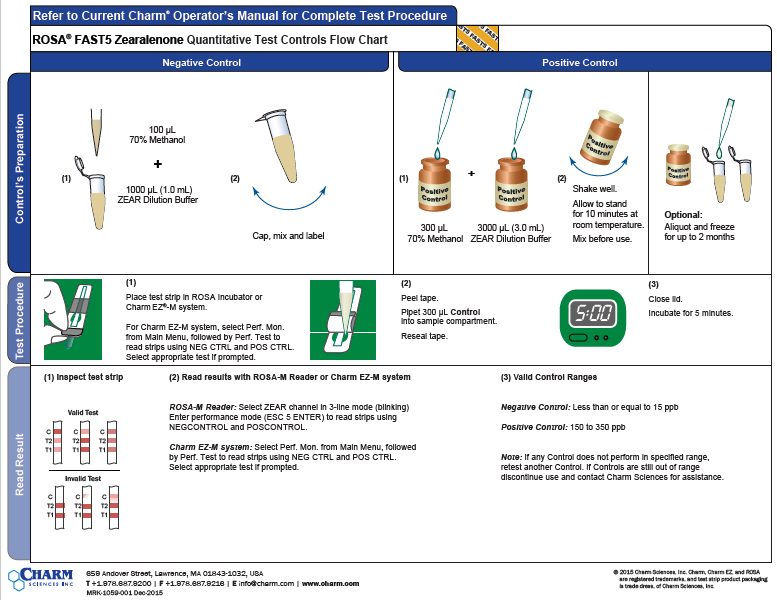 Refer to Current Charm® Operator's Manual for Complete Test Procedure
ROSA® FAST5 Zearalenone Quantitative Test Controls Flow Chart
FAST5 FAST5 FAST5
Negative Control
Positive Control
Control's Preparation
100 µL
70% Methanol
+
(1)
1000 µL (1.0 mL)
ZEAR Dilution Buffer
(2)
Cap, mix and label
(1)
Positive
Control
300 µL
70% Methanol
+
Positive
Control
3000 µL (3.0 mL)
ZEAR Dilution Buffer
(2)
Positive
Control
Shake well.
Allow to stand
for 10 minutes at
room temperature.
Mix before use.
Positive
Control
Optional:
Aliquot and freeze
for up to 2 months
Test Procedure
(1)
Place test strip in ROSA Incubator or
Charm EZ®-M system.
For Charm EZ-M system, select Perf. Mon.
from Main Menu, followed by Perf. Test to
read strips using NEG CTRL and POS CTRL.
Select appropriate test if prompted.
(2)
Peel tape.
Pipet 300 µL Control
into sample compartment.
Reseal tape.
5:00
(3)
Close lid.
Incubate for 5 minutes.
Read Result
(1) Inspect test strip
Valid Test
C C C
T2 T2 T2
T1 T1 T1
Invalid Test
C C C
T2 T2 T2
T1 T1 T1
(2) Read results with ROSA-M Reader or Charm EZ-M system
ROSA-M Reader: Select ZEAR channel in 3-line mode (blinking)
Enter performance mode (ESC 5 ENTER) to read strips using
NEGCONTROL and POSCONTROL.
Charm EZ-M system: Select Perf. Mon. from Main Menu, followed
by Perf. Test to read strips using NEG CTRL and POS CTRL.
Select appropriate test if prompted.
(3) Valid Control Ranges
Negative Control: Less than or equal to 15 ppb
Positive Control: 150 to 350 ppb
Note: If any Control does not perform in specified range,
retest another Control. If Controls are still out of range
discontinue use and contact Charm Sciences for assistance.
CHARM
SCIENCES INC
659 Andover Street, Lawrence, MA 01843-1032, USA
T +1.978.687.9200 | F +1.978.687.9216 | E info@charm.com | www.charm.com
MRK-1059-001 Dec-2015
© 2015 Charm Sciences, Inc. Charm, Charm EZ, and ROSA
are registered trademarks, and test strip product packaging
is trade dress, of Charm Sciences, Inc.